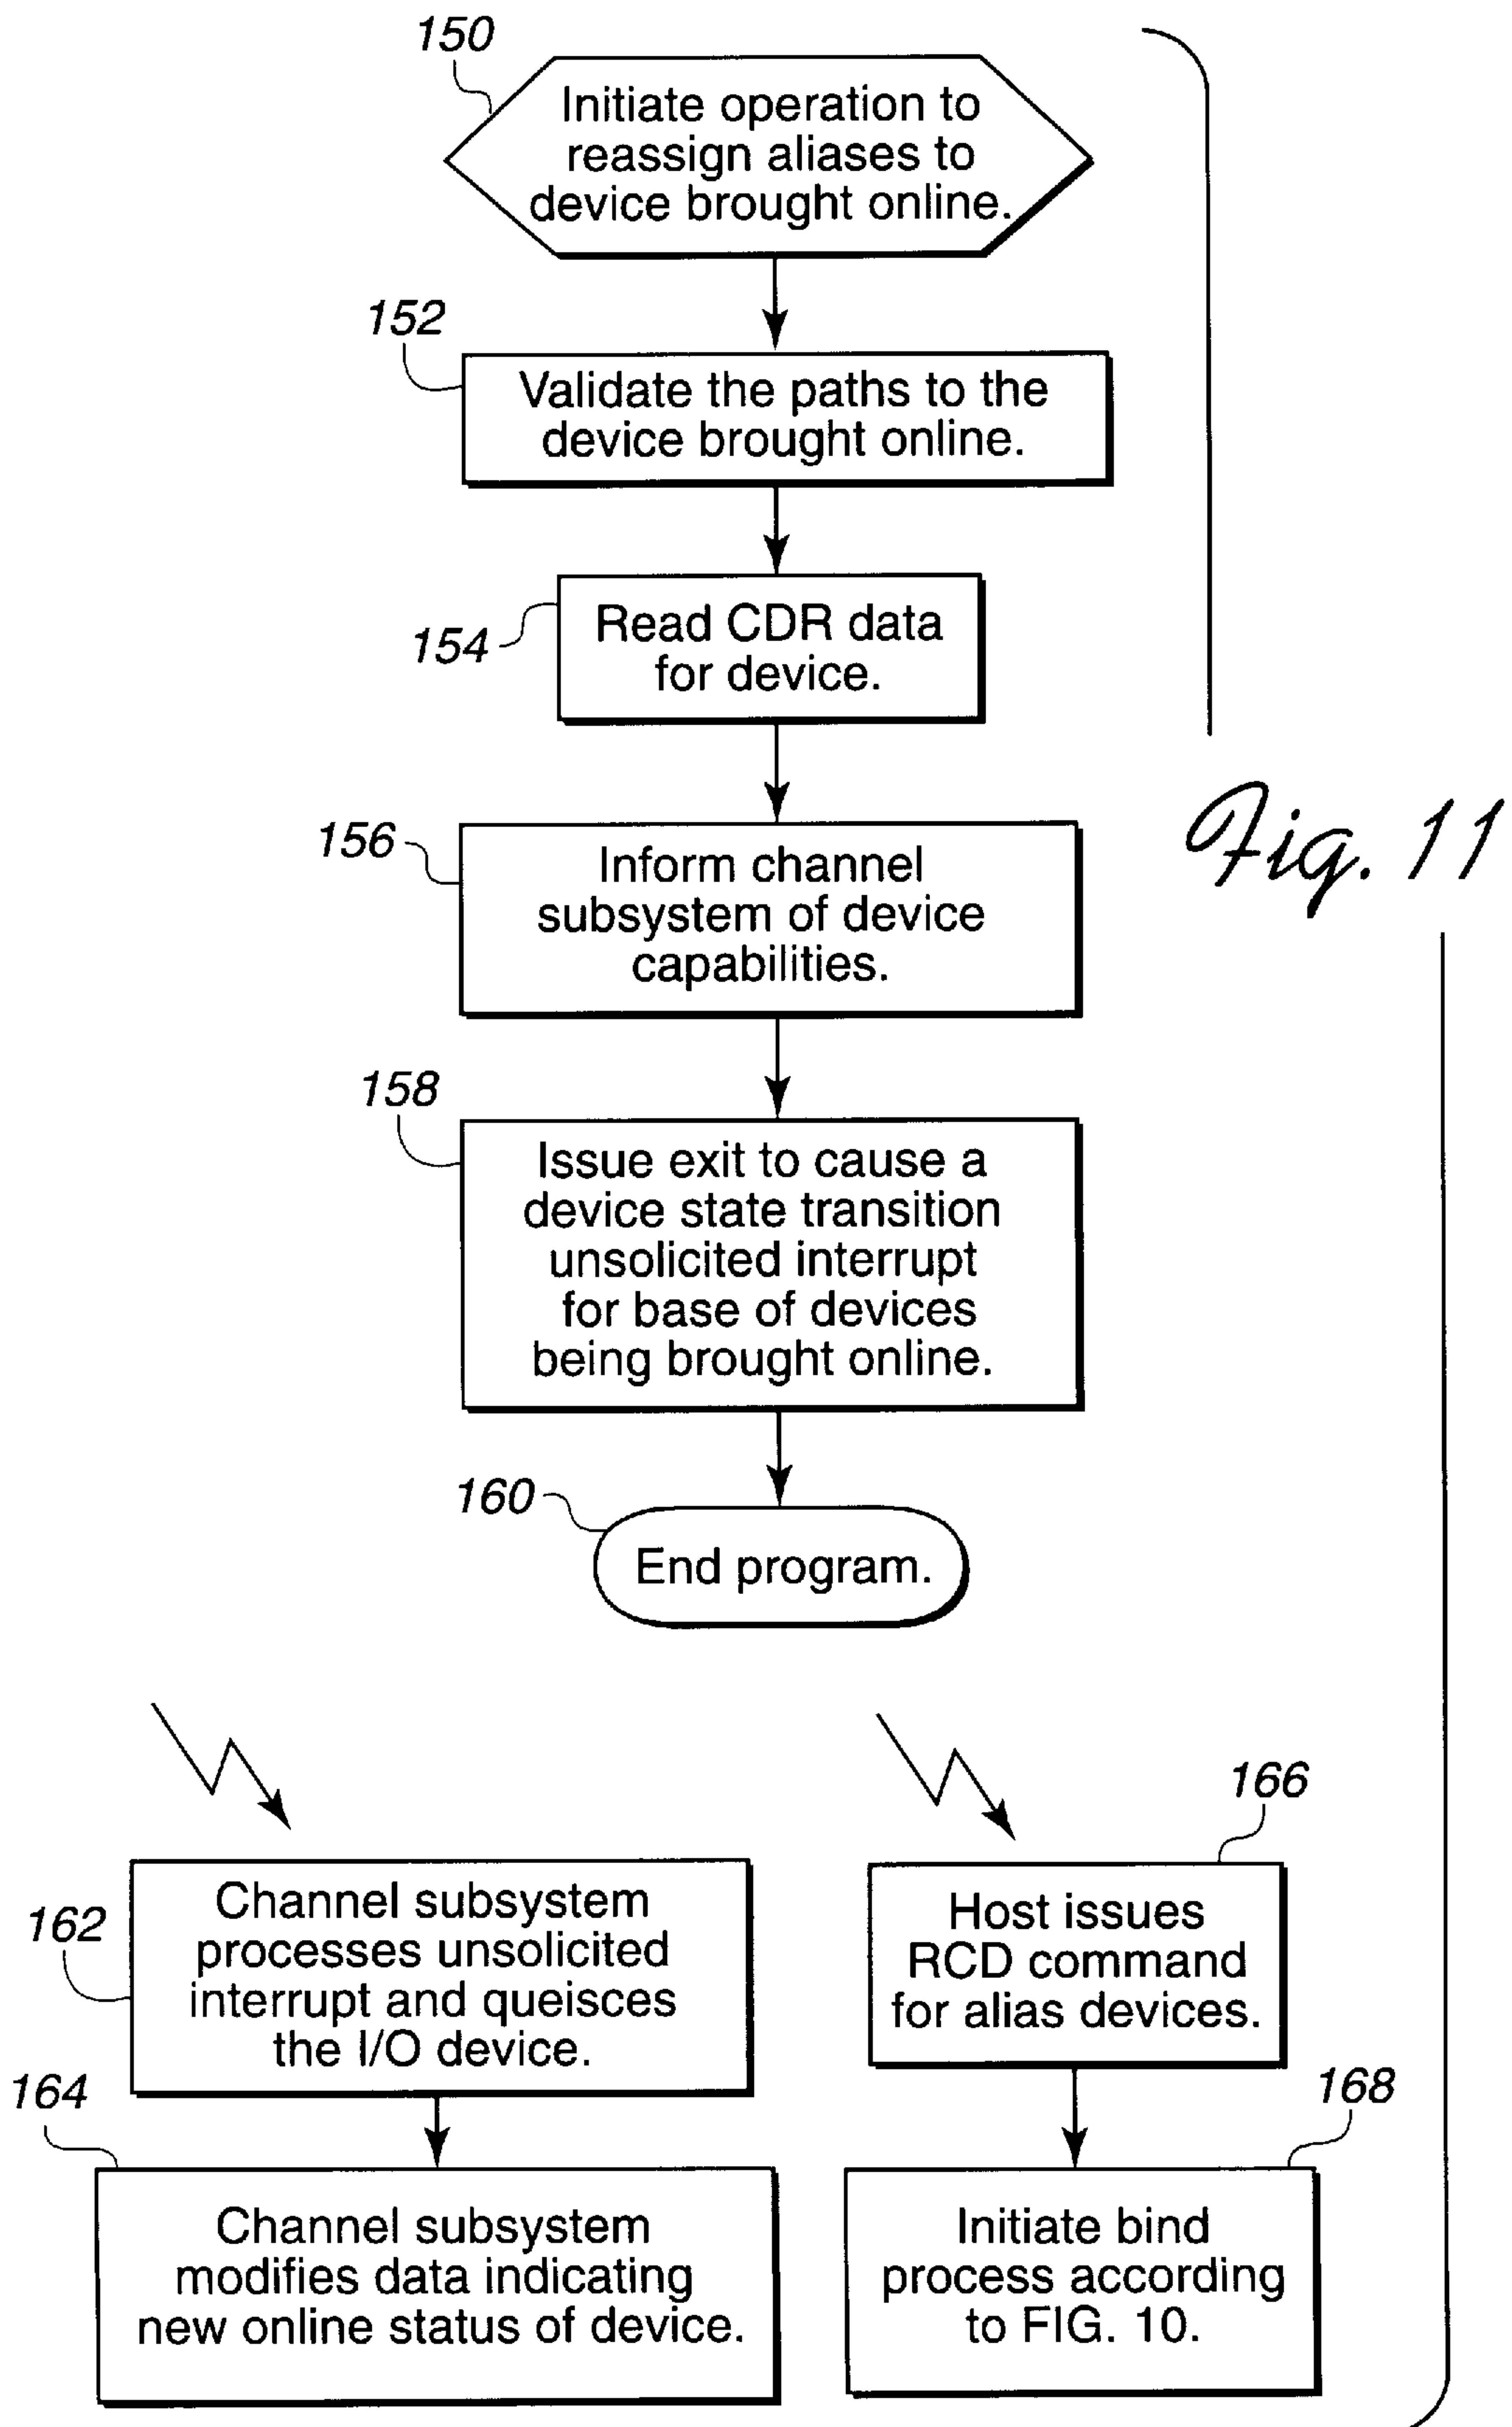 150
Initiate operation to
reassign aliases to
device brought online.
152
Validate the paths to the
device brought online.
154
Read CDR data
for device.
156
Inform channel
subsystem of device
capabilities.
Fig. 11
158
Issue exit to cause a
device state transition
unsolicited interrupt
for base of devices
being brought online.
160
End program.
162
Channel subsystem
processes unsolicited
interrupt and queisces
the I/O device.
164
Channel subsystem
modifies data indicating
new online status of device.
166
Host issues
RCD command
for alias devices.
168
Initiate bind
process according
to FIG. 10.